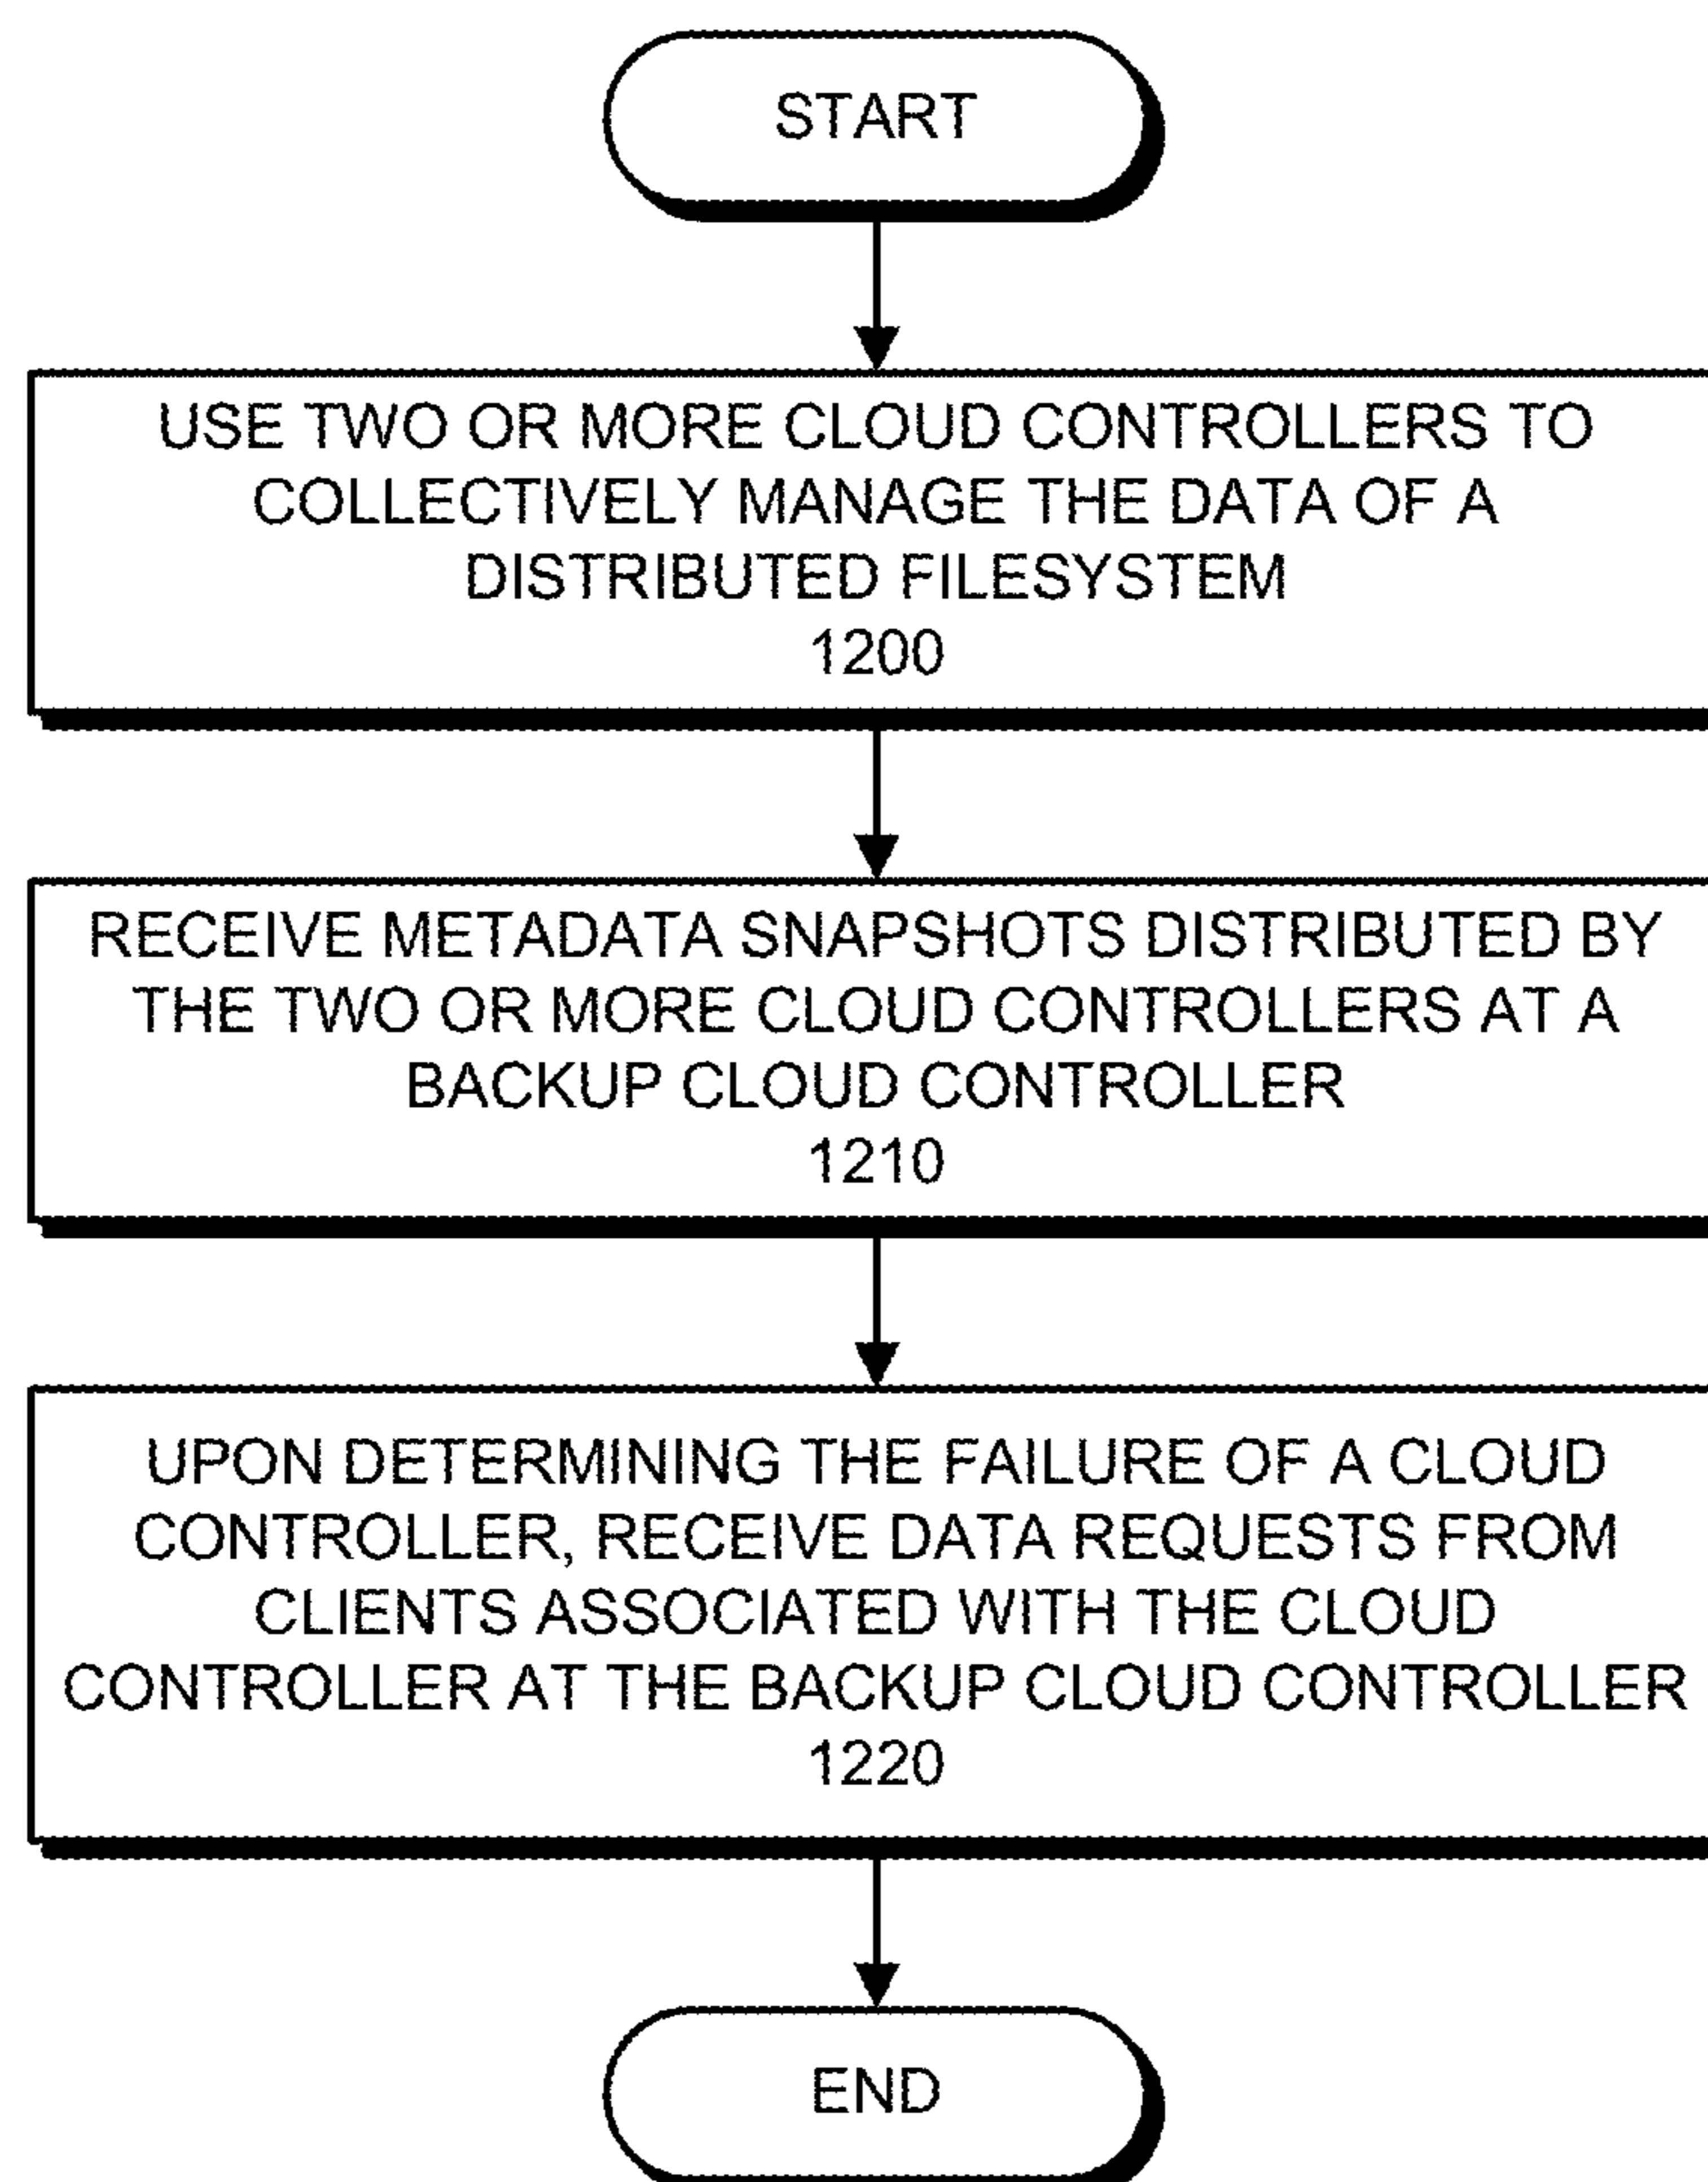 START
USE TWO OR MORE CLOUD CONTROLLERS TO
COLLECTIVELY MANAGE THE DATA OF A
DISTRIBUTED FILESYSTEM
1200
RECEIVE METADATA SNAPSHOTS DISTRIBUTED BY
THE TWO OR MORE CLOUD CONTROLLERS AT A
BACKUP CLOUD CONTROLLER
1210
UPON DETERMINING THE FAILURE OF A CLOUD
CONTROLLER, RECEIVE DATA REQUESTS FROM
CLIENTS ASSOCIATED WITH THE CLOUD
CONTROLLER AT THE BACKUP CLOUD CONTROLLER
1220
END